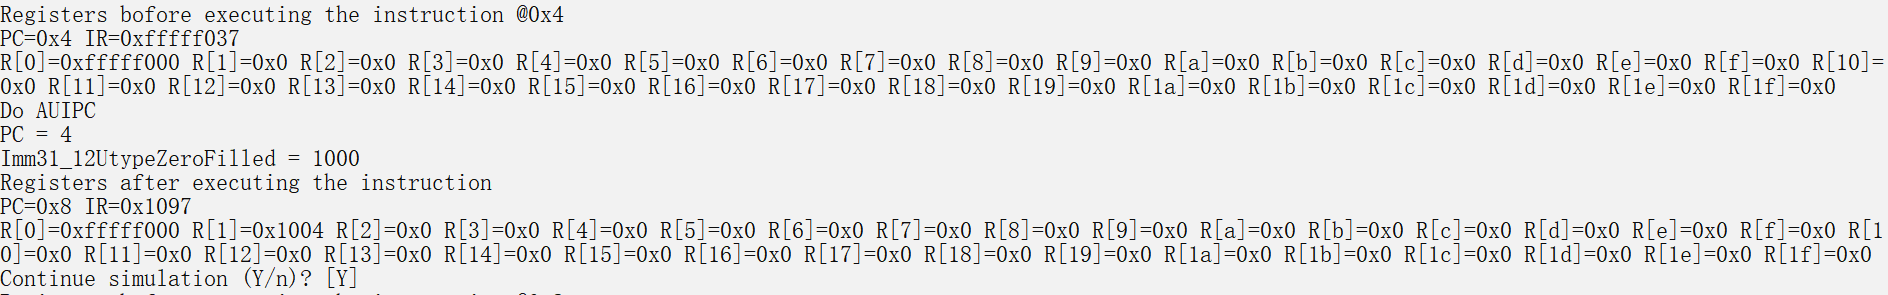 Registers bofore executing the instruction @0x4
PC=0x4 IR=0xfffff037
R[0]=0xfffff000 R[1]=0x0 R[2]=0x0 R[3]=0x0 R[4]=0x0 R[5]=0x0 R[6]=0x0 R[7]=0x0 R[8]=0x0 R[9]=0x0 R[a]=0x0 R[b]=0x0 R[c]=0x0 R[d]=0x0 R[e]=0x0 R[f]=0x0 R[10]=
0x0 R[11]=0x0 R[12]=0x0 R[13]=0x0 R[14]=0x0 R[15]=0x0 R[16]=0x0 R[17]=0x0 R[18]=0x0 R[19]=0x0 R[1a]=0x0 R[1b]=0x0 R[1c]=0x0 R[1d]=0x0 R[1e]=0x0 R[1f]=0x0
Do AUIPC
PC = 4
Imm31_12UtypeZeroFilled = 1000
Registers after executing the instruction
PC=0x8 IR=0x1097
R[0]=0xfffff000 R[1]=0x1004 R[2]=0x0 R[3]=0x0 R[4]=0x0 R[5]=0x0 R[6]=0x0 R[7]=0x0 R[8]=0x0 R[9]=0x0 R[a]=0x0 R[b]=0x0 R[c]=0x0 R[d]=0x0 R[e]=0x0 R[f]=0x0 R[1
0]=0x0 R[11]=0x0 R[12]=0x0 R[13]=0x0 R[14]=0x0 R[15]=0x0 R[16]=0x0 R[17]=0x0 R[18]=0x0 R[19]=0x0 R[1a]=0x0 R[1b]=0x0 R[1c]=0x0 R[1d]=0x0 R[1e]=0x0 R[1f]=0x0
Continue simulation (Y/n)? [Y]